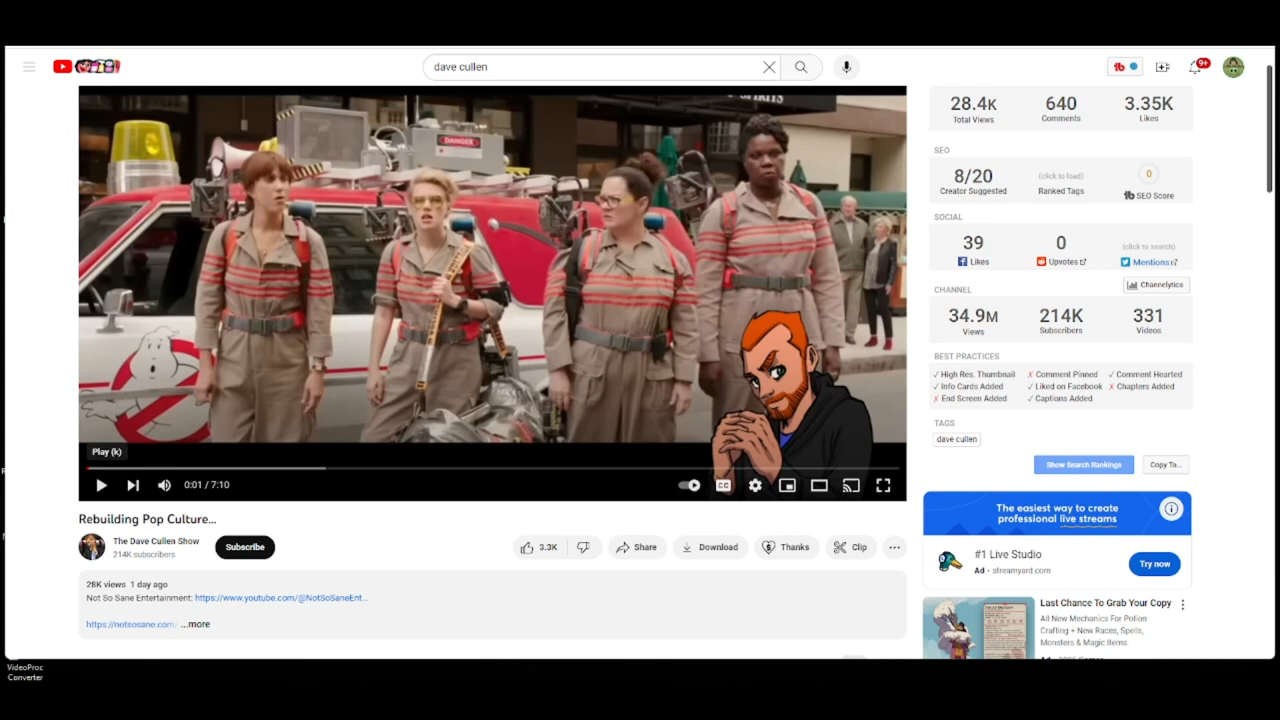 dave cullen
9+
SPIRITS
DANGER
Play (k)
0:01 / 7:10
CC
Rebuilding Pop Culture...
The Dave Cullen Show
214K subscribers
Subscribe
3.3K
Share
Download
Thanks
Clip
28K views 1 day ago
Not So Sane Entertainment: https://www.youtube.com/@NotSoSaneEnt...
https://notsosane.com/ ...more
28.4K 640 3.35K
Total Views Comments Likes
SEO
8/20 (click to load) 0
Creator Suggested Ranked Tags tb SEO Score
SOCIAL
39 0 (click to search)
Likes Upvotes Mentions
CHANNEL
Channelytics
34.9M 214K 331
Views Subscribers Videos
BEST PRACTICES
✓ High Res. Thumbnail ✗ Comment Pinned ✓ Comment Hearted
✓ Info Cards Added ✓ Liked on Facebook ✗ Chapters Added
✗ End Screen Added ✓ Captions Added
TAGS
dave cullen
Show Search Rankings
Copy To...
The easiest way to create
professional live streams
#1 Live Studio
Ad • streamyard.com
Try now
Last Chance To Grab Your Copy
All New Mechanics For Potion
Crafting + New Races, Spells,
Monsters & Magic Items.
VideoProc
Converter